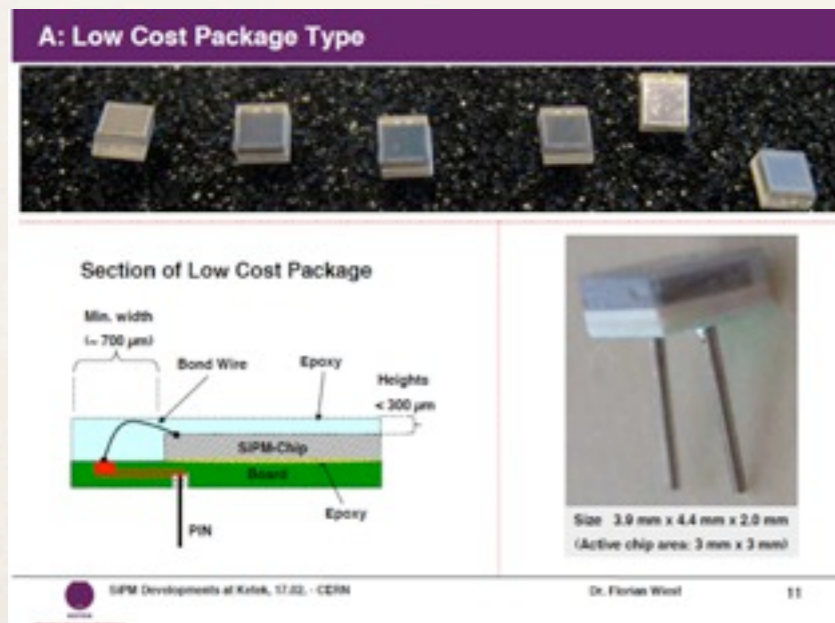 A: Low Cost Package Type
Section of Low Cost Package
Min. width
(~ 700 µm)
Bond Wire
Epoxy
Heights
< 300 µm
SiPM-Chip
Board
Epoxy
PIN
Size 3.9 mm x 4.4 mm x 2.0 mm
(Active chip area: 3 mm x 3 mm)
SiPM Developments at Ketek, 17.02. - CERN
Dr. Florian Wiest
11